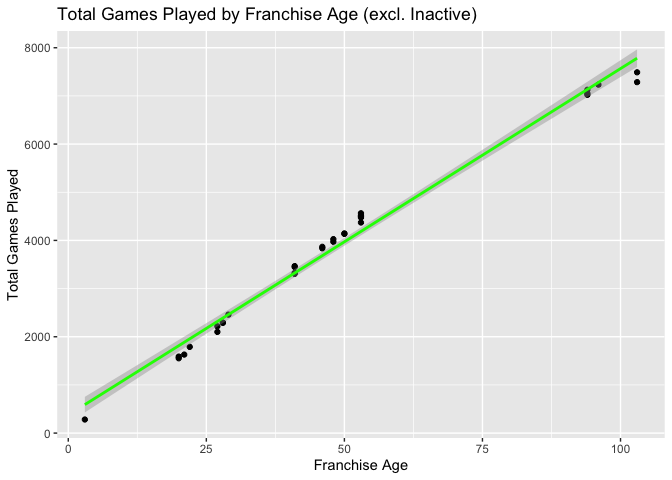 Total Games Played by Franchise Age (excl. Inactive)
Total Games Played
8000
6000
4000
2000
0
0 25 50 75 100
Franchise Age